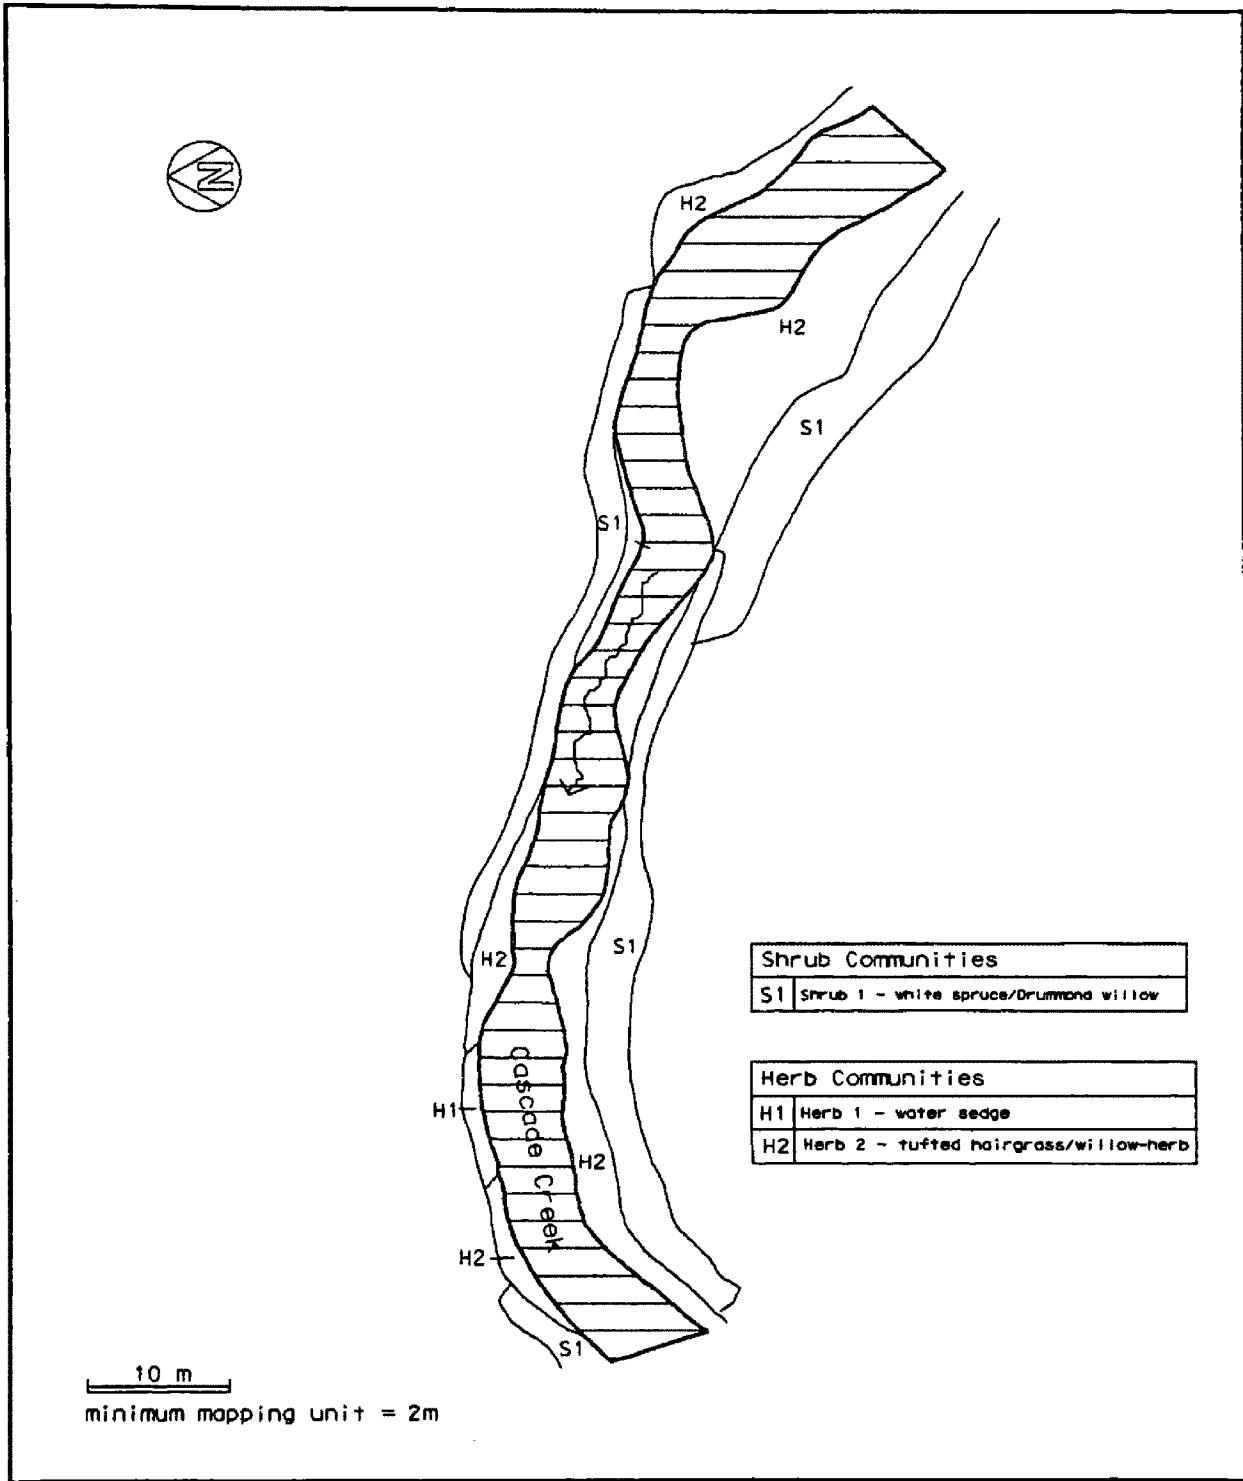 N
H2
H2
S1
S1
H2
S1
Cascade Creek
H1
H2
H2
S1
Shrub Communities
S1 Shrub 1 - white spruce/Drummond willow
Herb Communities
H1 Herb 1 - water sedge
H2 Herb 2 - tufted hairgrass/willow-herb
10 m
minimum mapping unit = 2m